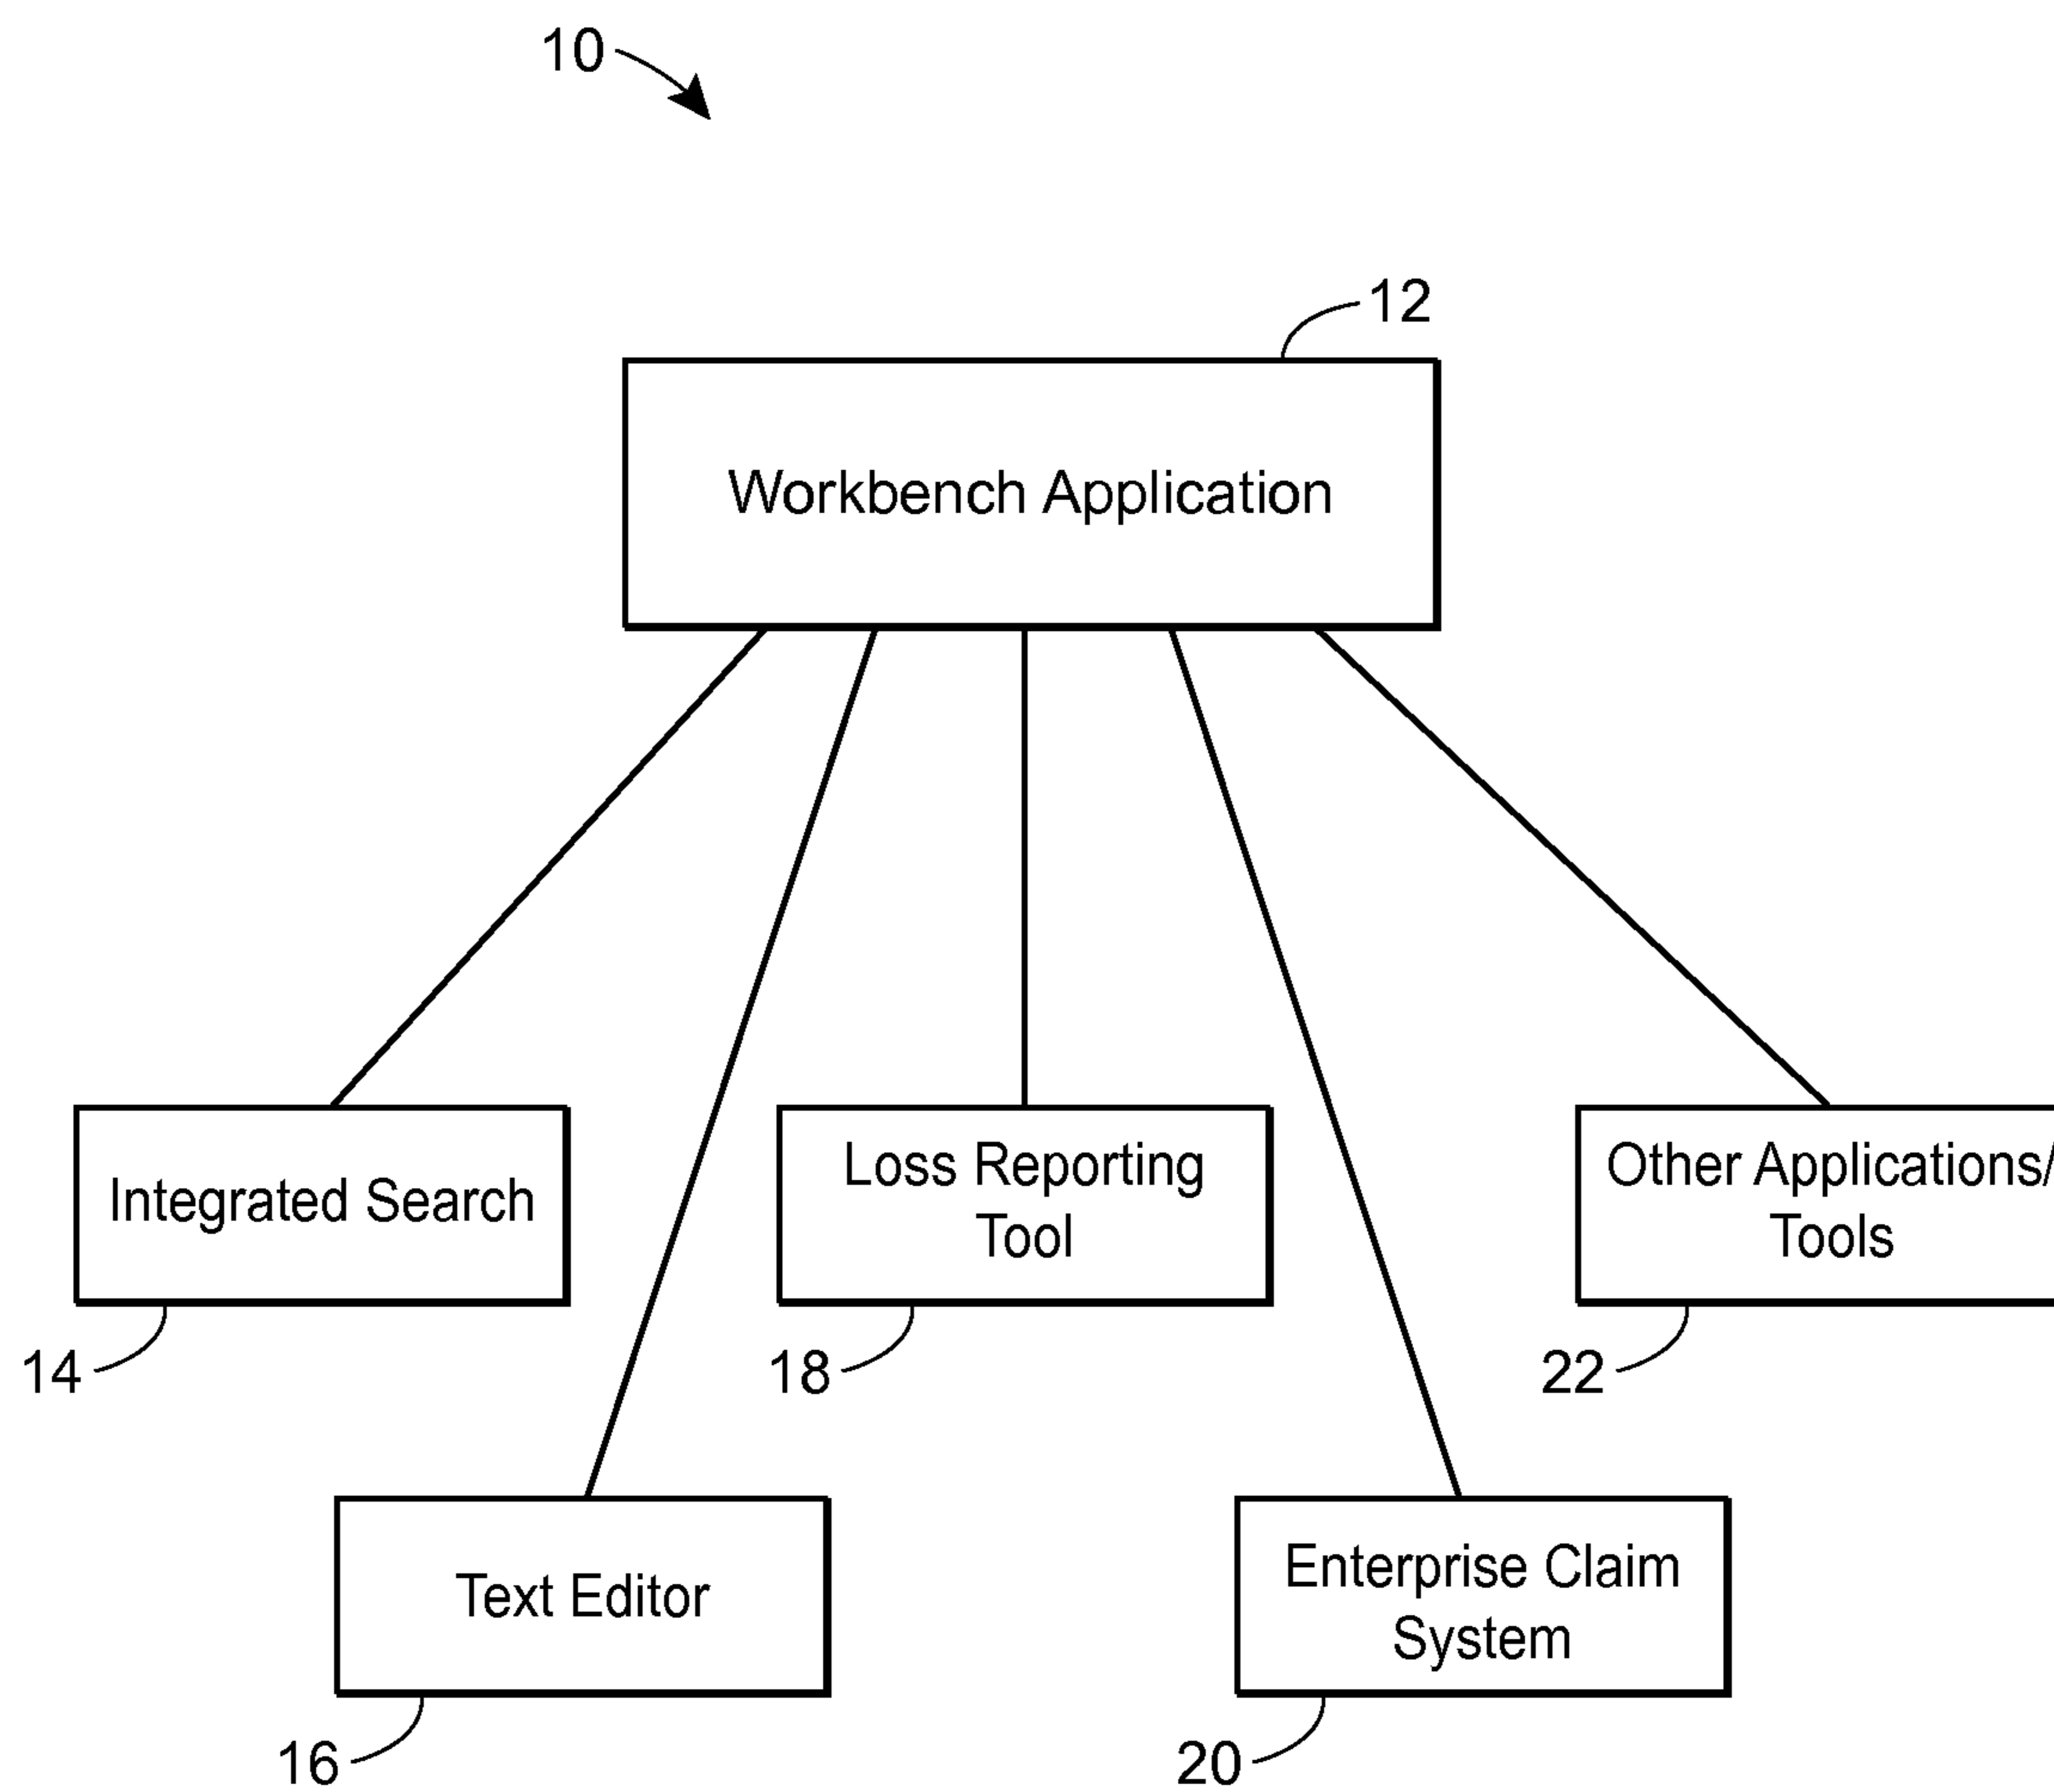 10
12
Workbench Application
Integrated Search
Loss Reporting
Tool
Other Applications/
Tools
14
18
22
Text Editor
Enterprise Claim
System
16
20